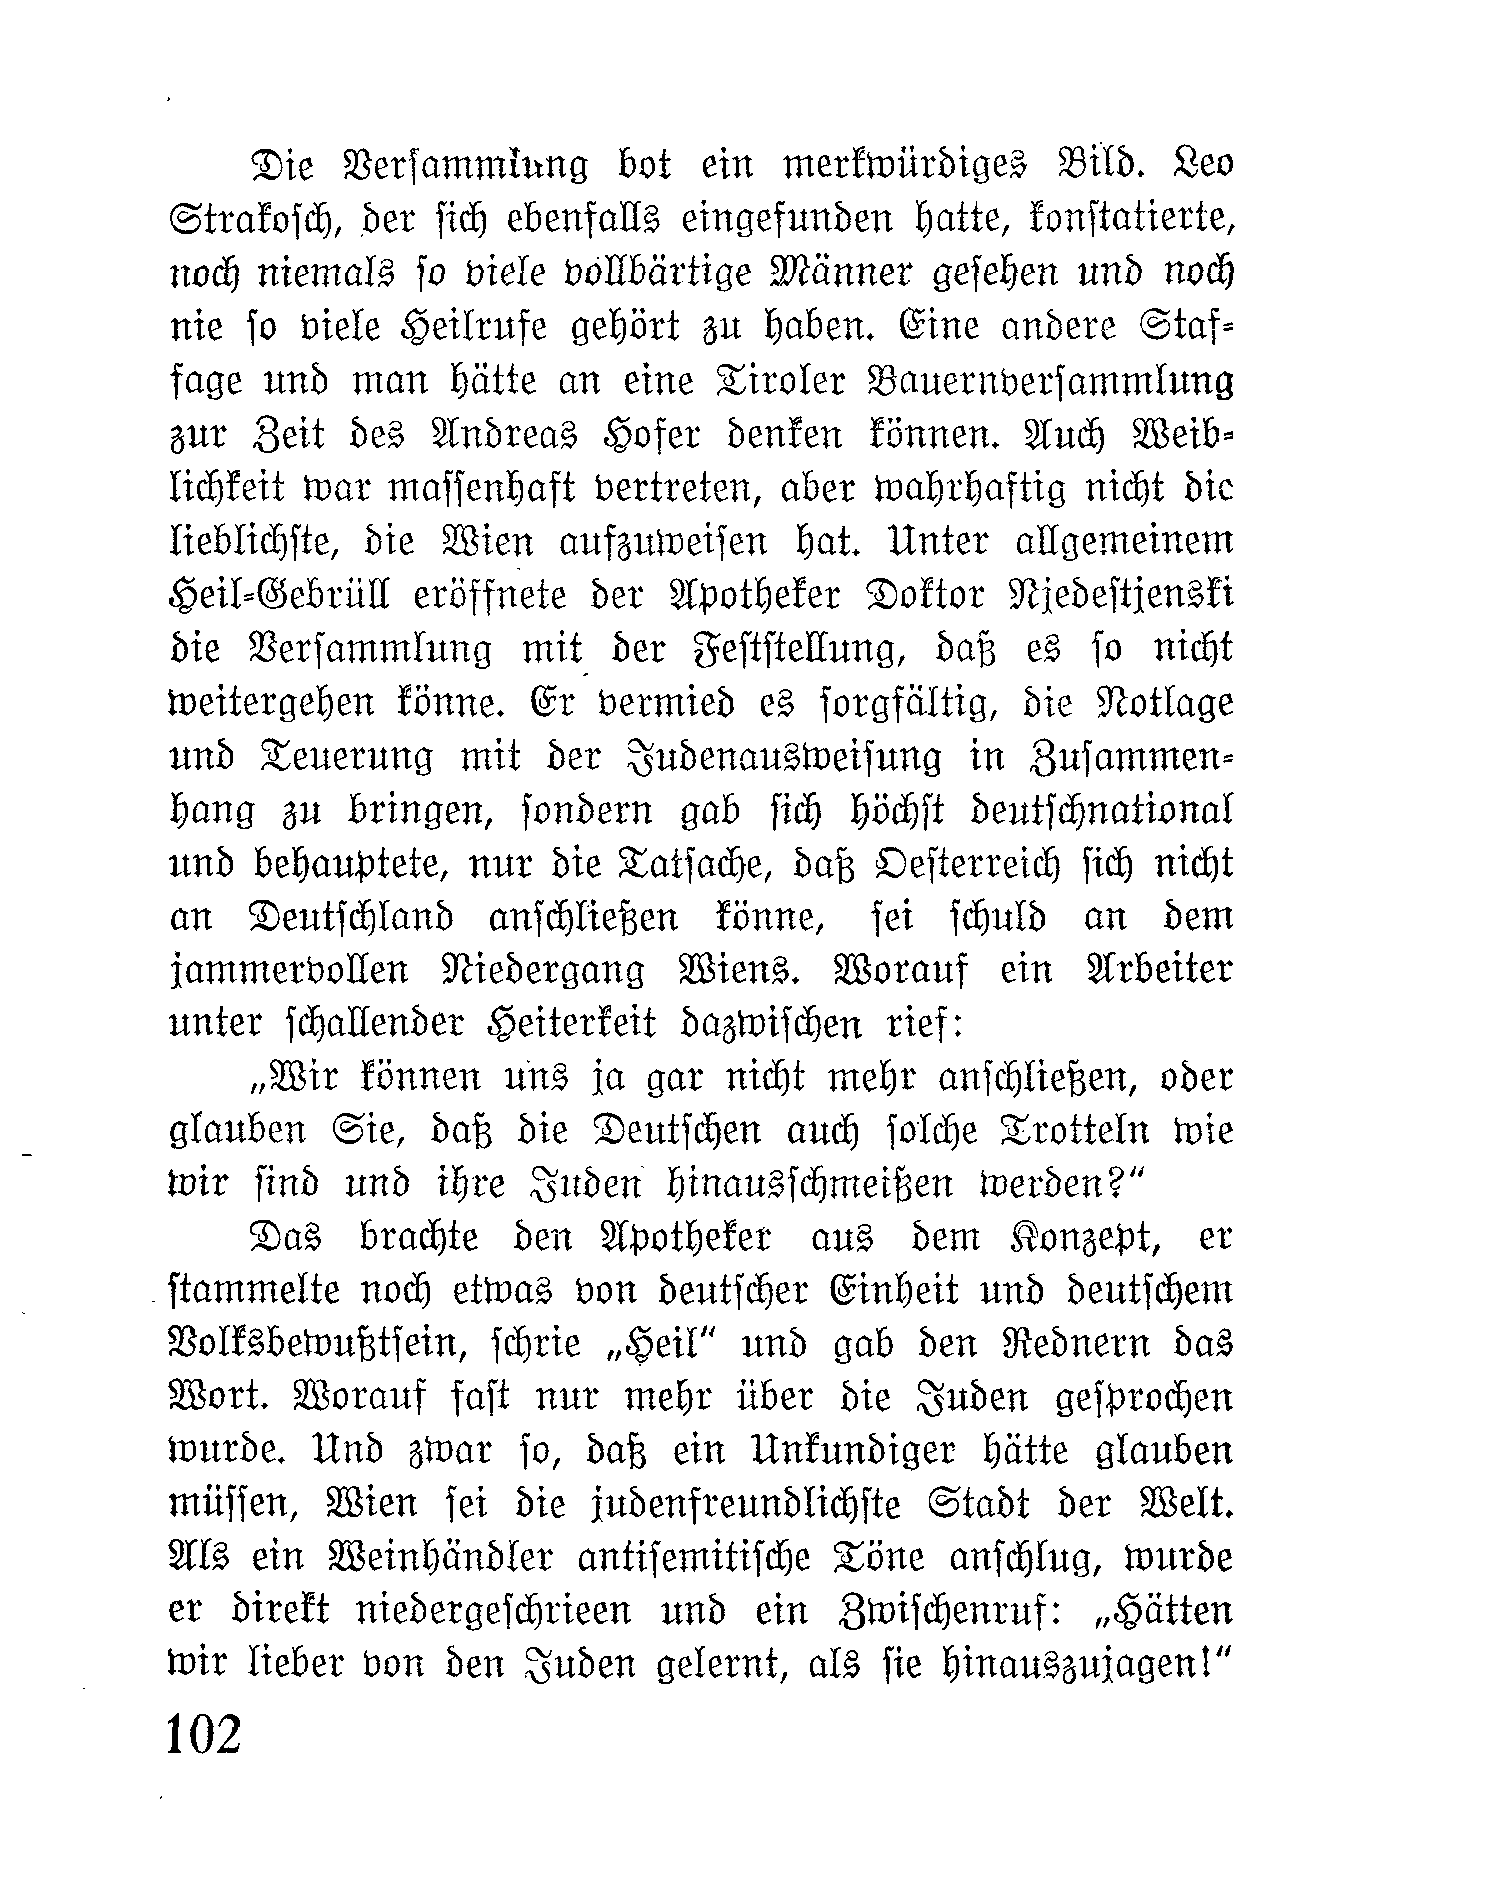 Die Versammlung bot ein merkwürdiges Bild. Leo
Strakosch, der sich ebenfalls eingefunden hatte, konstatierte,
noch niemals so viele vollbärtige Männer gesehen und noch
nie so viele Heilrufe gehört zu haben. Eine andere Staf-
fage und man hätte an eine Tiroler Bauernversammlung
zur Zeit des Andreas Hofer denken können. Auch Weib-
lichkeit war massenhaft vertreten, aber wahrhaftig nicht die
lieblichste, die Wien aufzuweisen hat. Unter allgemeinem
Heil-Gebrüll eröffnete der Apotheker Doktor Njedestjenski
die Versammlung mit der Feststellung, daß es so nicht
weitergehen könne. Er vermied es sorgfältig, die Notlage
und Teuerung mit der Judenausweisung in Zusammen-
hang zu bringen, sondern gab sich höchst deutschnational
und behauptete, nur die Tatsache, daß Oesterreich sich nicht
an Deutschland anschließen könne, sei schuld an dem
jammervollen Niedergang Wiens. Worauf ein Arbeiter
unter schallender Heiterkeit dazwischen rief:
„Wir können uns ja gar nicht mehr anschließen, oder
glauben Sie, daß die Deutschen auch solche Trotteln wie
wir sind und ihre Juden hinausschmeißen werden?“
Das brachte den Apotheker aus dem Konzept, er
stammelte noch etwas von deutscher Einheit und deutschem
Volksbewußtsein, schrie „Heil“ und gab den Rednern das
Wort. Worauf fast nur mehr über die Juden gesprochen
wurde. Und zwar so, daß ein Unkundiger hätte glauben
müssen, Wien sei die judenfreundlichste Stadt der Welt.
Als ein Weinhändler antisemitische Töne anschlug, wurde
er direkt niedergeschrieen und ein Zwischenruf: „Hätten
wir lieber von den Juden gelernt, als sie hinauszujagen!“
102